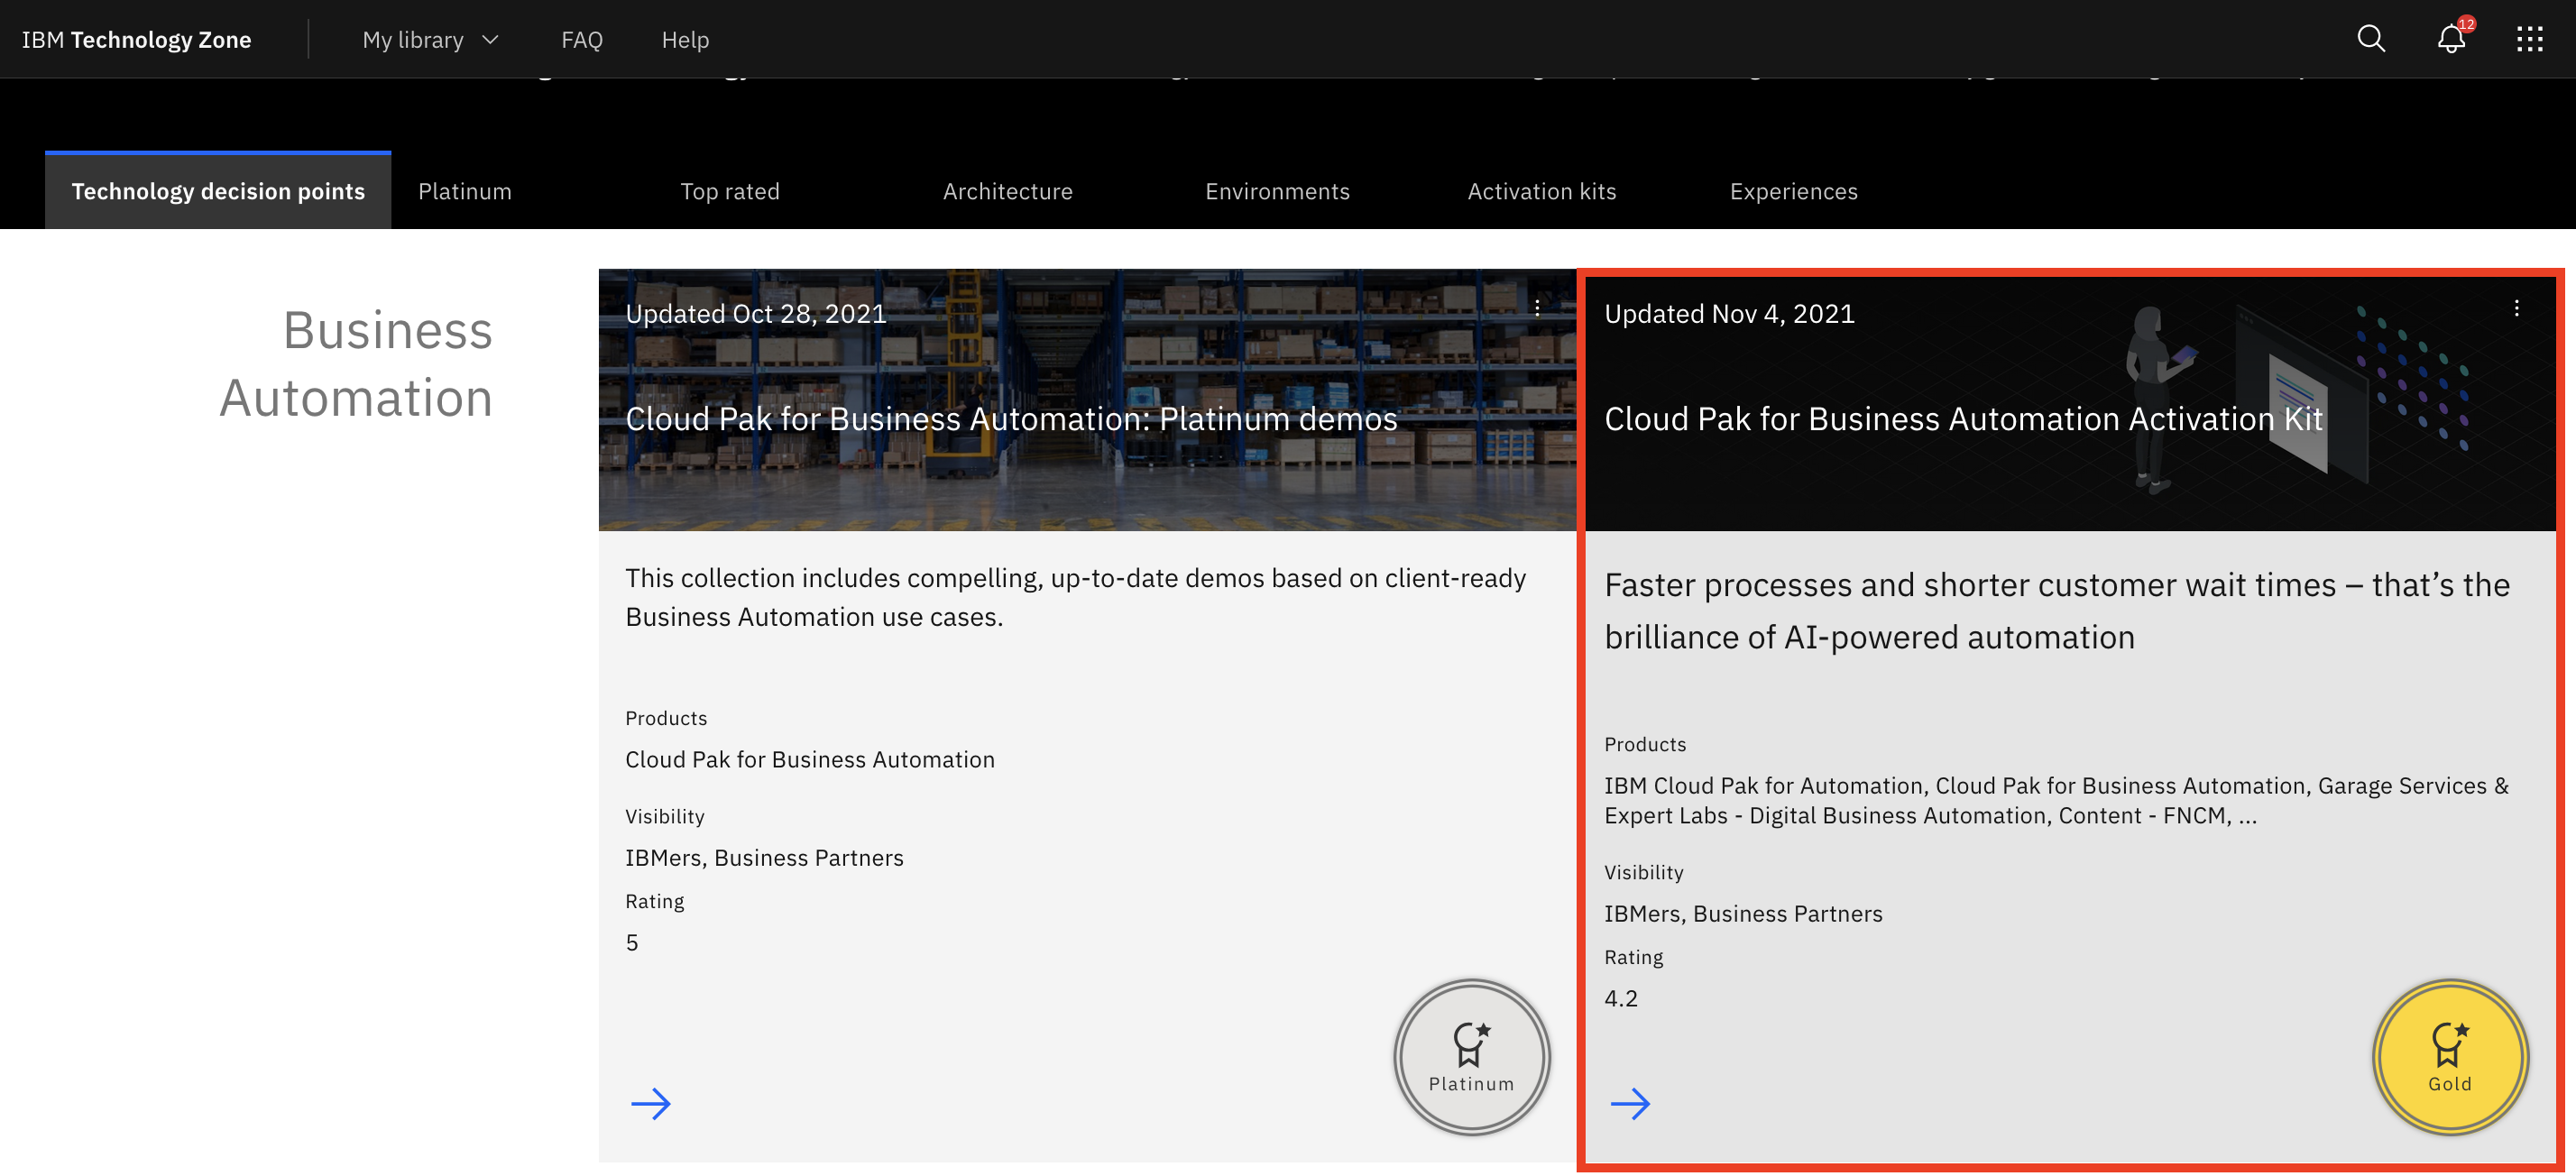 IBM Technology Zone
My library
FAQ
Help
12
Technology decision points
Platinum
Top rated
Architecture
Environments
Activation kits
Experiences
Business
Automation
Updated Oct 28, 2021
Cloud Pak for Business Automation: Platinum demos
This collection includes compelling, up-to-date demos based on client-ready
Business Automation use cases.
Products
Cloud Pak for Business Automation
Visibility
IBMers, Business Partners
Rating
5
Platinum
Updated Nov 4, 2021
Cloud Pak for Business Automation Activation Kit
Faster processes and shorter customer wait times – that’s the
brilliance of AI-powered automation
Products
IBM Cloud Pak for Automation, Cloud Pak for Business Automation, Garage Services &
Expert Labs - Digital Business Automation, Content - FNCM, ...
Visibility
IBMers, Business Partners
Rating
4.2
Gold